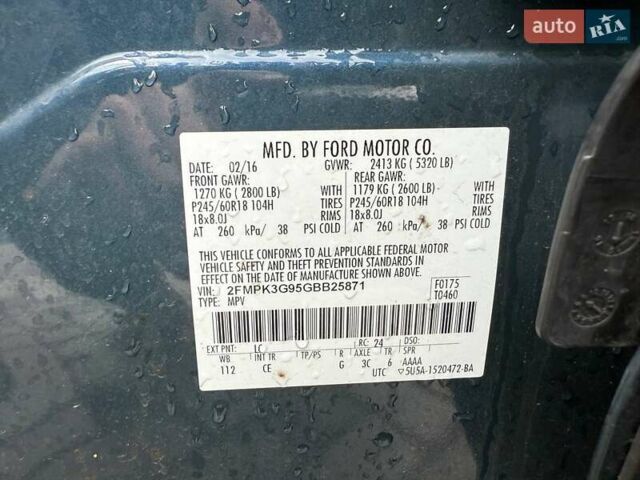 auto RIA.com
MFD. BY FORD MOTOR CO.
DATE: 02/16 GVWR: 2413 KG ( 5320 LB)
FRONT GAWR: REAR GAWR:
1270 KG ( 2800 LB) WITH 1179 KG ( 2600 LB) WITH
P245/60R18 104H TIRES P245/60R18 104H TIRES
18x8.0J RIMS 18x8.0J RIMS
AT 260 kPa/ 38 PSI COLD AT 260 kPa/ 38 PSI COLD
THIS VEHICLE CONFORMS TO ALL APPLICABLE FEDERAL MOTOR
VEHICLE SAFETY AND THEFT PREVENTION STANDARDS IN
EFFECT ON THE DATE OF MANUFACTURE SHOWN ABOVE.
VIN: 2FMPK3G95GBB25871 F0175
TYPE: MPV T0460
EXT PNT: LC RC: 24 DSO:
WB INT TR TP/PS R AXLE TR SPR
112 CE G 3C 6 AAAA
UTC ▽5U5A-1520472-BA